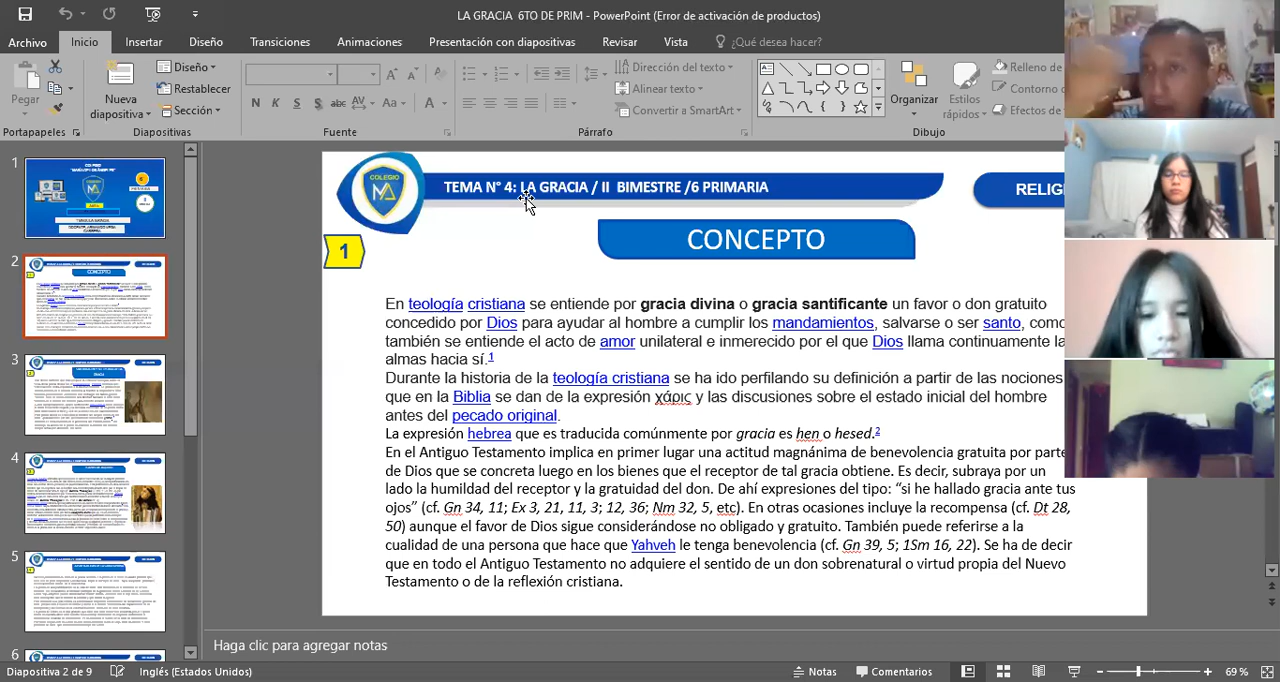 LA GRACIA 6TO DE PRIM - PowerPoint (Error de activación de productos)
Archivo Inicio Insertar Diseño Transiciones Animaciones Presentación con diapositivas Revisar Vista ¿Qué desea hacer?
Pegar
Nueva diapositiva
Diseño
Restablecer
Sección
N K S S abc AV Aa A
Dirección del texto
Alinear texto
Convertir a SmartArt
Organizar
Estilos rápidos
Relleno de
Contorno
Efectos de
Portapapeles Diapositivas Fuente Párrafo Dibujo
1
2
3
4
5
6
COLEGIO
MA
TEMA N° 4: LA GRACIA / II BIMESTRE /6 PRIMARIA
RELIG
CONCEPTO
1
En teología cristiana se entiende por gracia divina o gracia santificante un favor o don gratuito
concedido por Dios para ayudar al hombre a cumplir los mandamientos, salvarse o ser santo, como
también se entiende el acto de amor unilateral e inmerecido por el que Dios llama continuamente la
almas hacia sí.1
Durante la historia de la teología cristiana se ha ido aclarando su definición a partir de las nociones
que en la Biblia se dan de la expresión χάρις y las discusiones sobre el estado inicial del hombre
antes del pecado original.
La expresión hebrea que es traducida comúnmente por gracia es o hesed.2
En el Antiguo Testamento implica en primer lugar una actitud magnánima de benevolencia gratuita por parte
de Dios que se concreta luego en los bienes que el receptor de tal gracia obtiene. Es decir, subraya por un
lado la humildad del receptor y la gratuidad del don. De ahí expresiones del tipo: “si he hallado gracia ante tus
ojos” (cf. Gn 34, 11; Ex 3, 21, 11, 3; 12, 36; Nm 32, 5, etc). En otras ocasiones incluye la recompensa (cf. Dt 28,
50) aunque el favor de Dios sigue considerándose no obligado y gratuito. También puede referirse a la
cualidad de una persona que hace que Yahveh le tenga benevolencia (cf. Gn 39, 5; 1Sm 16, 22). Se ha de decir
que en todo el Antiguo Testamento no adquiere el sentido de un don sobrenatural o virtud propia del Nuevo
Testamento o del cristianismo.
Haga clic para agregar notas
Diapositiva 2 de 9 Inglés (Estados Unidos) Notas Comentarios 69 %